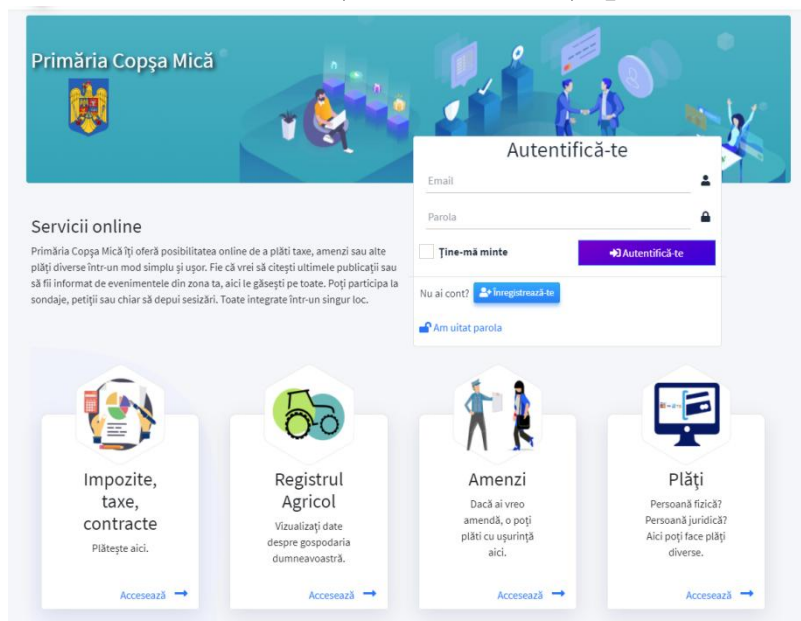 Primăria Copşa Mică
Autentifică-te
Email
Parola
Ține-mă minte
Autentifică-te
Nu ai cont?
Înregistrează-te
Am uitat parola
Servicii online
Primăria Copşa Mică îți oferă posibilitatea online de a plăti taxe, amenzi sau alte
plăți diverse într-un mod simplu și ușor. Fie că vrei să citești ultimele publicații sau
să fii informat de evenimentele din zona ta, aici le găsești pe toate. Poți participa la
sondaje, petiții sau chiar să depui sesizări. Toate integrate într-un singur loc.
Impozite,
taxe,
contracte
Plătește aici.
Accesează
Registrul
Agricol
Vizualizați date
despre gospodaria
dumneavoastră.
Accesează
Amenzi
Dacă ai vreo
amendă, o poți
plăti cu ușurință
aici.
Accesează
Plăți
Persoană fizică?
Persoană juridică?
Aici poți face plăți
diverse.
Accesează